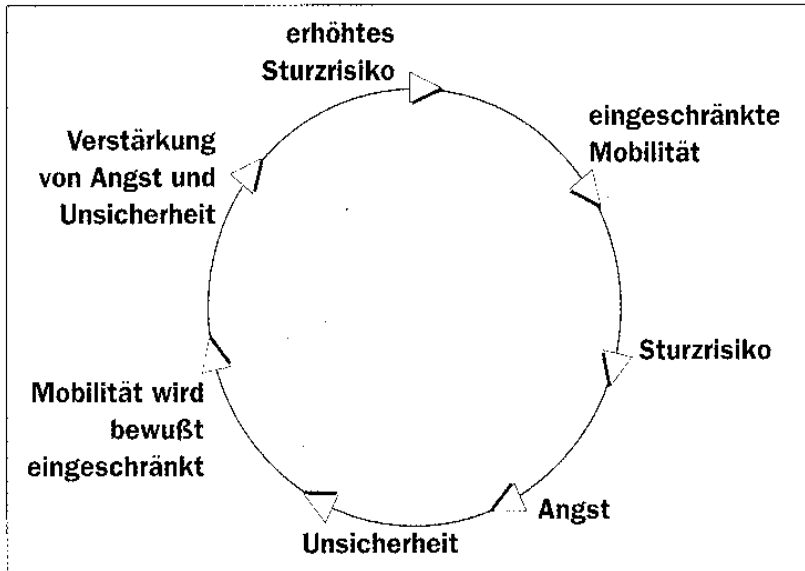 erhöhtes
Sturzrisiko
eingeschränkte
Mobilität
Sturzrisiko
Angst
Unsicherheit
Mobilität wird
bewußt
eingeschränkt
Verstärkung
von Angst und
Unsicherheit